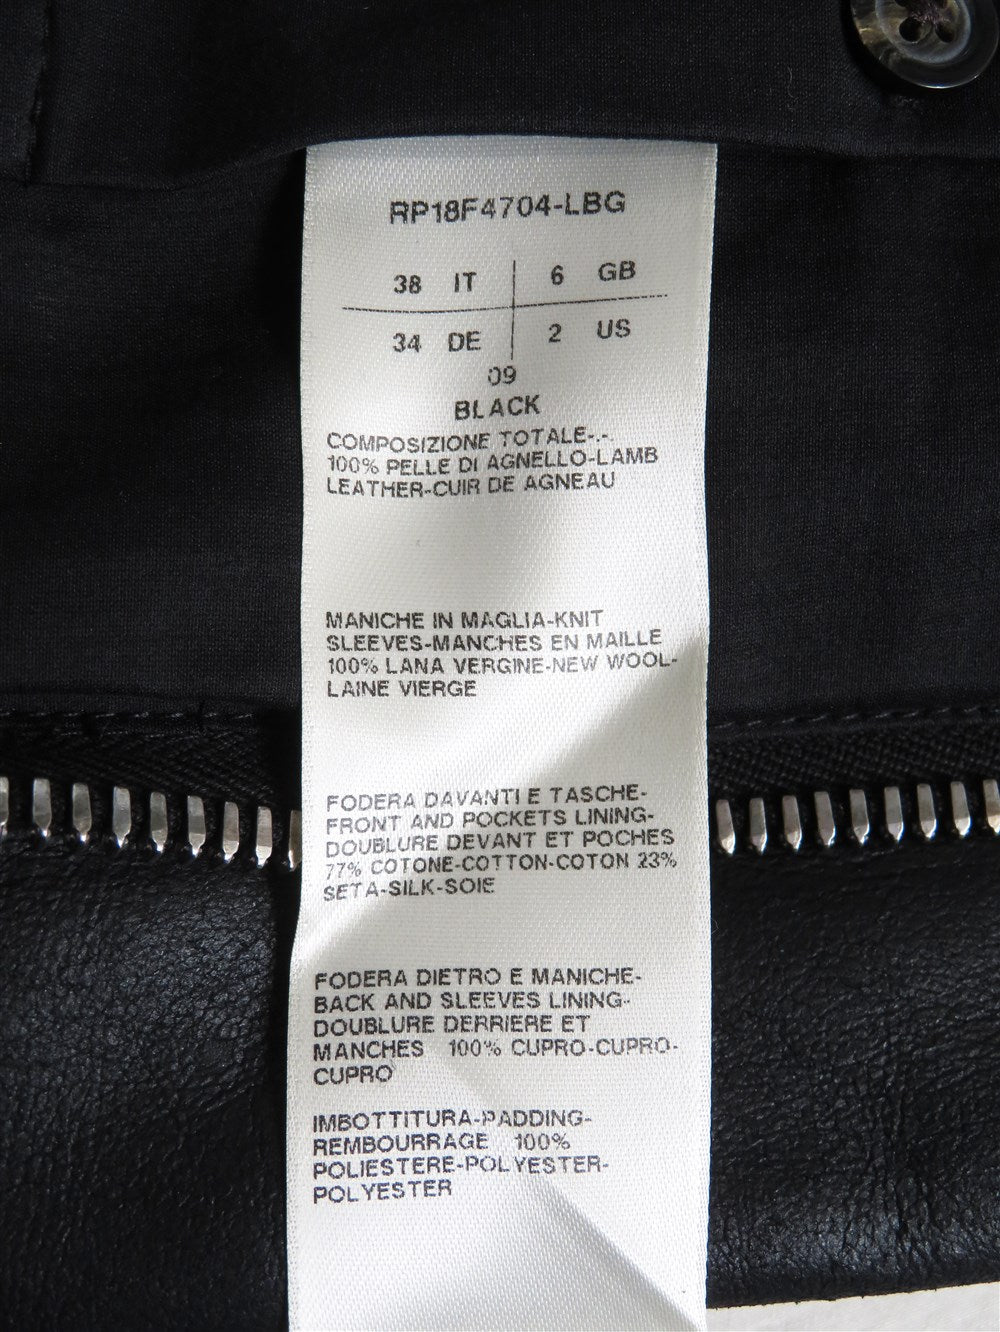 RP18F4704-LBG
38 IT 6 GB
34 DE 2 US
09
BLACK
COMPOSIZIONE TOTALE-.-.
100% PELLE DI AGNELLO-LAMB
LEATHER-CUIR DE AGNEAU
MANICHE IN MAGLIA-KNIT
SLEEVES-MANCHES EN MAILLE
100% LANA VERGINE-NEW WOOL-
LAINE VIERGE
FODERA DAVANTI E TASCHE-
FRONT AND POCKETS LINING-
DOUBLURE DEVANT ET POCHES
77% COTONE-COTTON-COTON 23%
SETA-SILK-SOIE
FODERA DIETRO E MANICHE-
BACK AND SLEEVES LINING-
DOUBLURE DERRIERE ET
MANCHES 100% CUPRO-CUPRO-
CUPRO
IMBOTTITURA-PADDING-
REMBOURRAGE 100%
POLIESTERE-POLYESTER-
POLYESTER